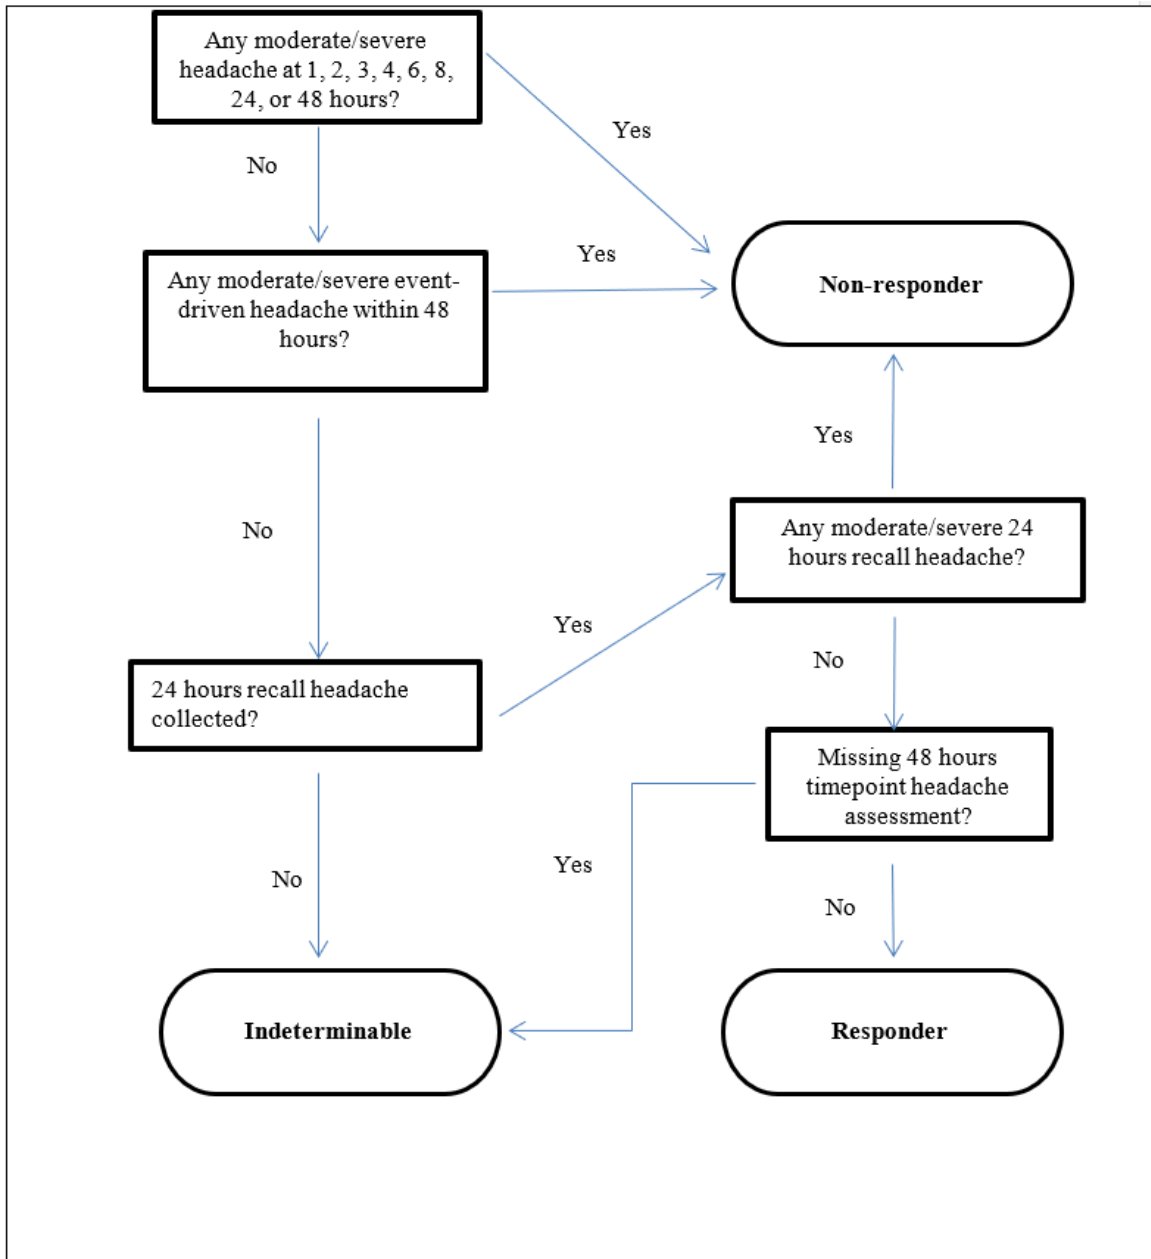 Any moderate/severe
headache at 1, 2, 3, 4, 6, 8,
24, or 48 hours?
Yes
No
Any moderate/severe event-
driven headache within 48
hours?
Yes
Non-responder
No
Yes
Any moderate/severe 24
hours recall headache?
24 hours recall headache
collected?
Yes
No
Missing 48 hours
timepoint headache
assessment?
No
Yes
No
Indeterminable
Responder